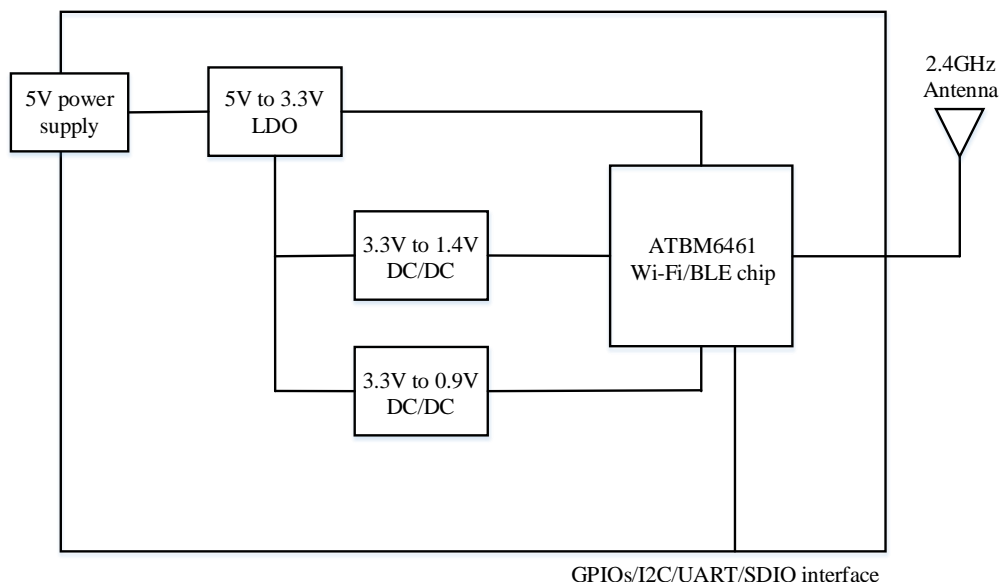 2.4GHz
Antenna
5V power
supply
5V to 3.3V
LDO
3.3V to 1.4V
DC/DC
ATBM6461
Wi-Fi/BLE chip
3.3V to 0.9V
DC/DC
GPIOs/I2C/UART/SDIO interface